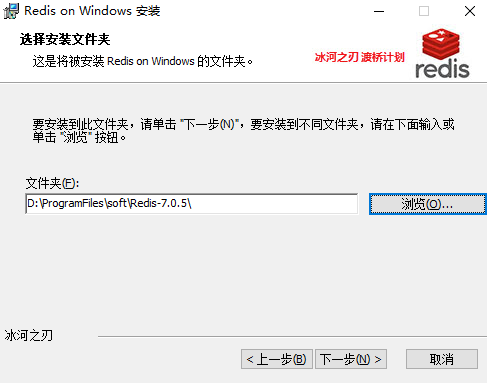 Redis on Windows 安装
选择安装文件夹
这是将被安装 Redis on Windows 的文件夹。
冰河之刃 渡桥计划
redis
要安装到此文件夹，请单击 "下一步(N)"，要安装到不同文件夹，请在下面输入或
单击 "浏览" 按钮。
文件夹(F):
D:\ProgramFiles\soft\Redis-7.0.5\
浏览(O)...
冰河之刃
< 上一步(B)
下一步(N) >
取消